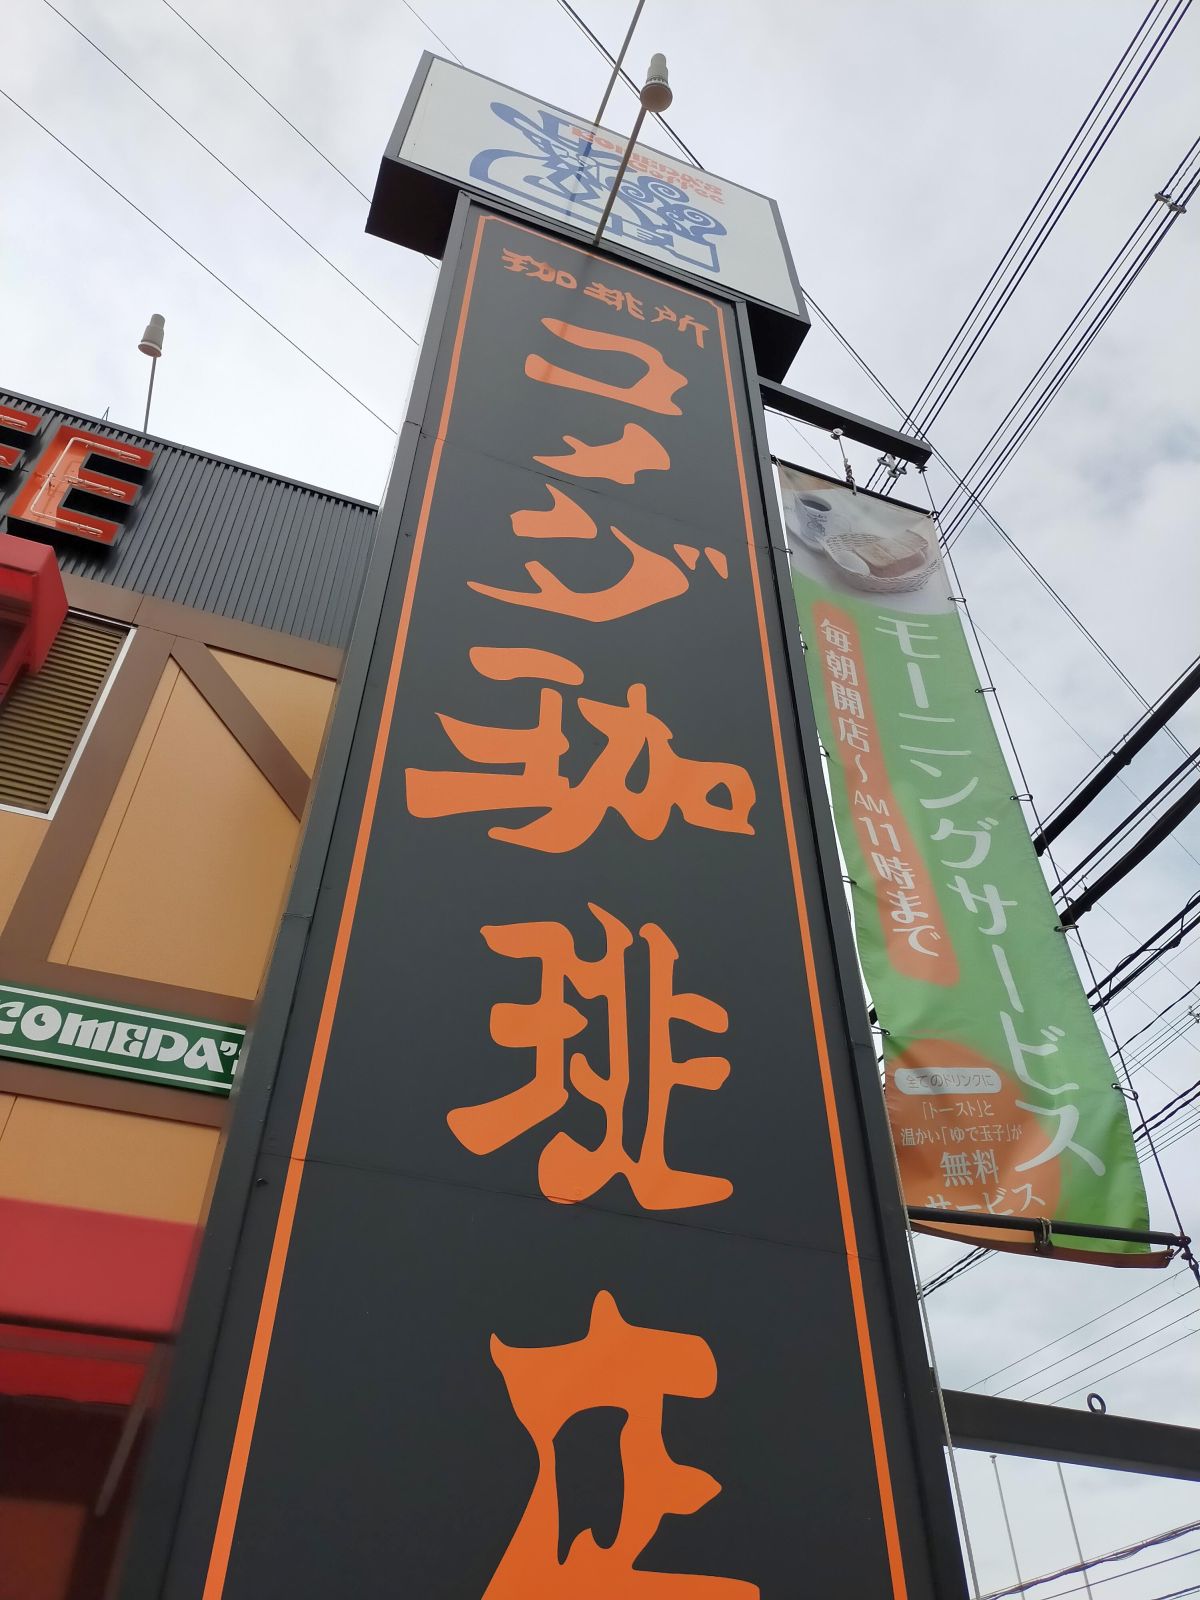 KOMEDA'S
Coffee
珈琲所
コメダ珈琲店
モーニングサービス
毎朝開店～AM11時まで
全てのドリンクに
「トースト」と
温かい「ゆで玉子」が
無料
サービス
EE
COMEDA'S